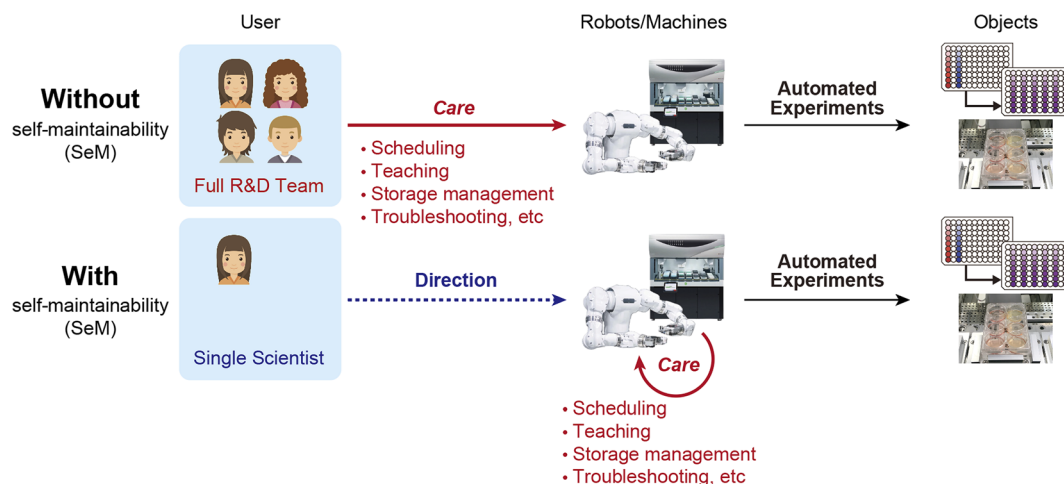 User
Robots/Machines
Objects
Without
self-maintainability
(SeM)
Full R&D Team
Care
• Scheduling
• Teaching
• Storage management
• Troubleshooting, etc
Automated
Experiments
With
self-maintainability
(SeM)
Single Scientist
Direction
Automated
Experiments
Care
• Scheduling
• Teaching
• Storage management
• Troubleshooting, etc